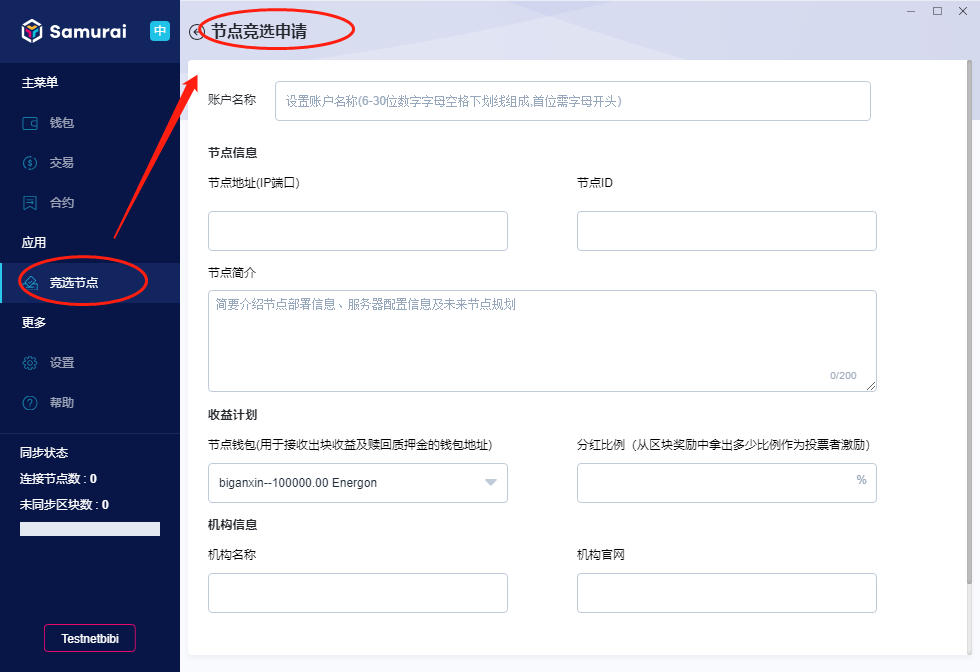 Samurai
中
主菜单
钱包
交易
合约
应用
竞选节点
更多
设置
帮助
同步状态
连接节点数 : 0
未同步区块数 : 0
Testnetbibi
节点竞选申请
账户名称
设置账户名称(6-30位数字字母空格下划线组成,首位需字母开头)
节点信息
节点地址(IP端口)
节点ID
节点简介
简要介绍节点部署信息、服务器配置信息及未来节点规划
0/200
收益计划
节点钱包(用于接收出块收益及赎回质押金的钱包地址)
分红比例（从区块奖励中拿出多少比例作为投票者激励）
biganxin--100000.00 Energon
%
机构信息
机构名称
机构官网